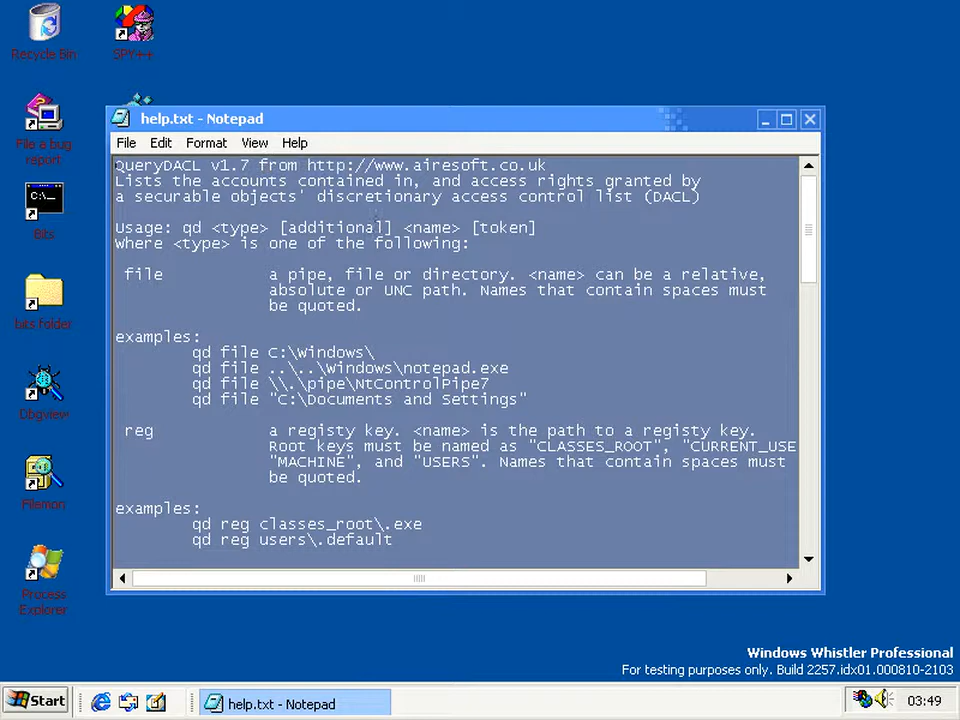 Recycle Bin
SPY++
File a bug
report
Bits
bits folder
Dbgview
Filemon
Process
Explorer
help.txt - Notepad
File Edit Format View Help
QueryDACL v1.7 from http://www.airesoft.co.uk
Lists the accounts contained in, and access rights granted by
a securable objects' discretionary access control list (DACL)
Usage: qd <type> [additional] <name> [token]
Where <type> is one of the following:
file a pipe, file or directory. <name> can be a relative,
absolute or UNC path. Names that contain spaces must
be quoted.
examples:
qd file C:\Windows\
qd file ..\..\Windows\notepad.exe
qd file \\.\pipe\NtControlPipe7
qd file "C:\Documents and Settings"
reg a registy key. <name> is the path to a registy key.
Root keys must be named as "CLASSES_ROOT", "CURRENT_USE
"MACHINE", and "USERS". Names that contain spaces must
be quoted.
examples:
qd reg classes_root\.exe
qd reg users\.default
Windows Whistler Professional
For testing purposes only. Build 2257.idx01.000810-2103
Start
help.txt - Notepad
03:49